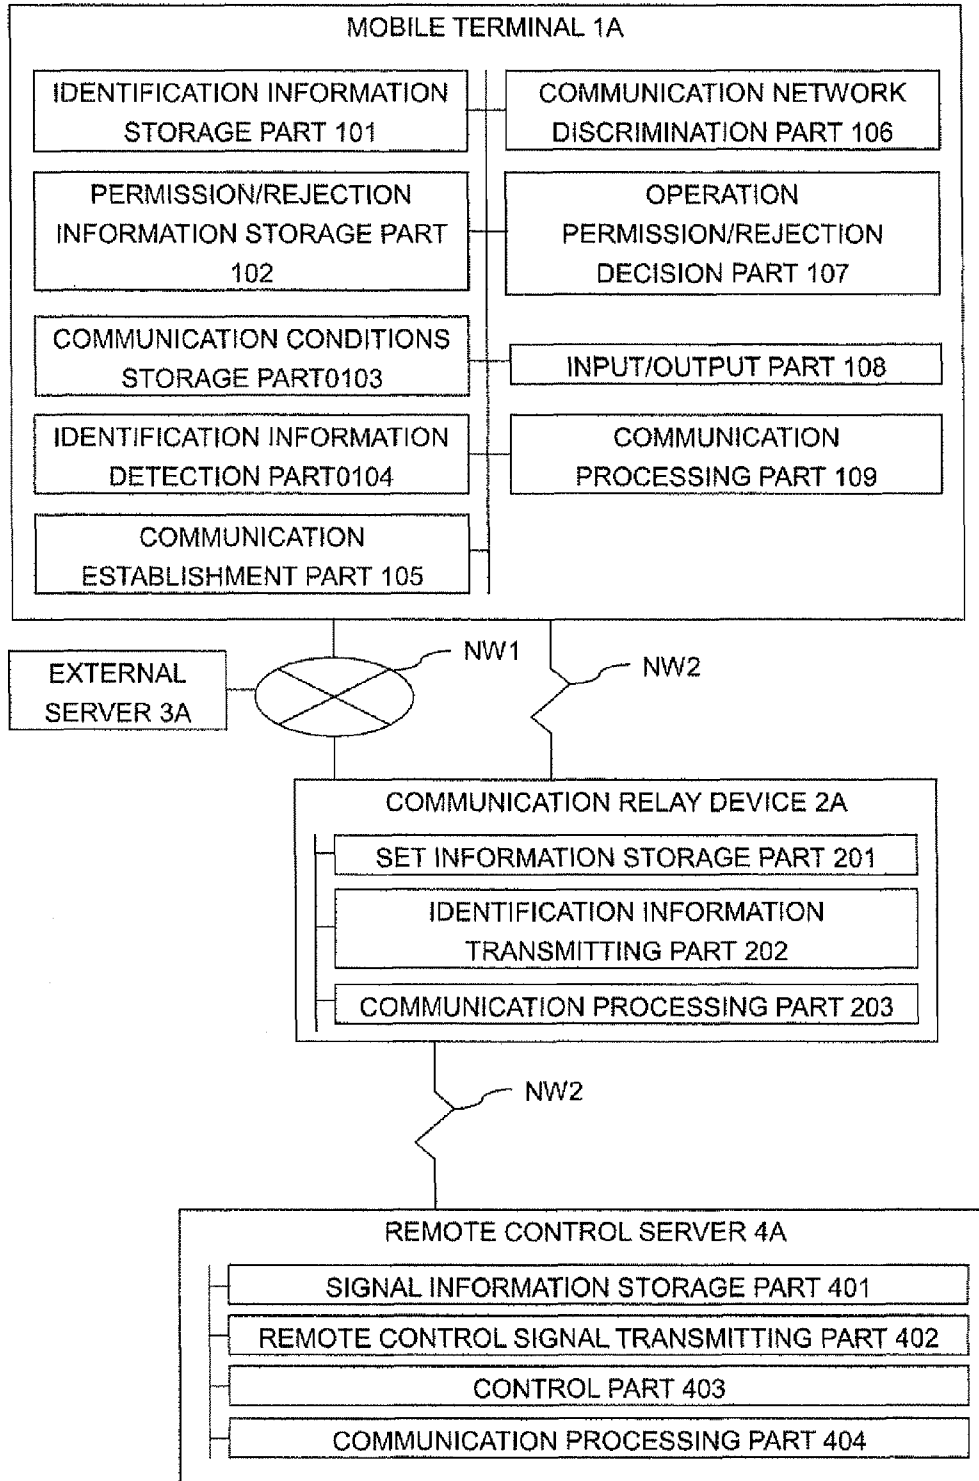 MOBILE TERMINAL 1A
IDENTIFICATION INFORMATION
STORAGE PART 101
COMMUNICATION NETWORK
DISCRIMINATION PART 106
PERMISSION/REJECTION
INFORMATION STORAGE PART
102
OPERATION
PERMISSION/REJECTION
DECISION PART 107
COMMUNICATION CONDITIONS
STORAGE PART0103
INPUT/OUTPUT PART 108
IDENTIFICATION INFORMATION
DETECTION PART0104
COMMUNICATION
PROCESSING PART 109
COMMUNICATION
ESTABLISHMENT PART 105
NW1
NW2
EXTERNAL
SERVER 3A
COMMUNICATION RELAY DEVICE 2A
SET INFORMATION STORAGE PART 201
IDENTIFICATION INFORMATION
TRANSMITTING PART 202
COMMUNICATION PROCESSING PART 203
NW2
REMOTE CONTROL SERVER 4A
SIGNAL INFORMATION STORAGE PART 401
REMOTE CONTROL SIGNAL TRANSMITTING PART 402
CONTROL PART 403
COMMUNICATION PROCESSING PART 404